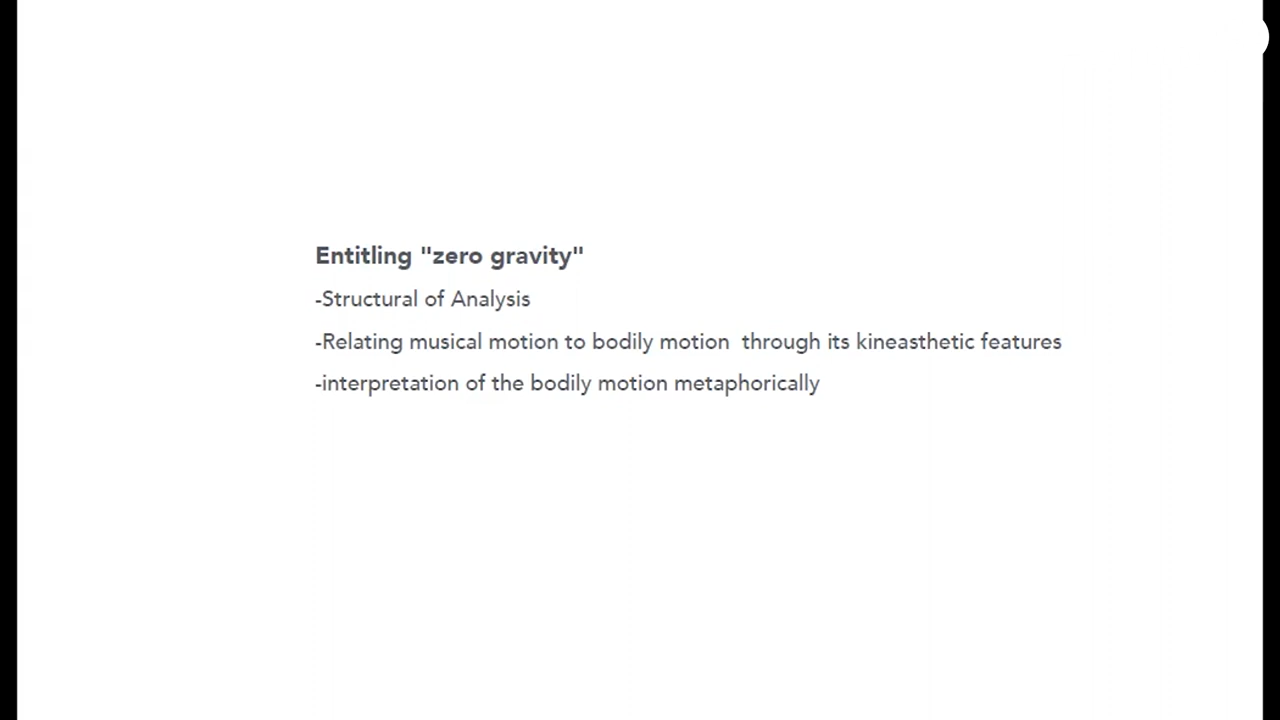 Entitling "zero gravity"
-Structural of Analysis
-Relating musical motion to bodily motion  through its kineasthetic features
-interpretation of the bodily motion metaphorically